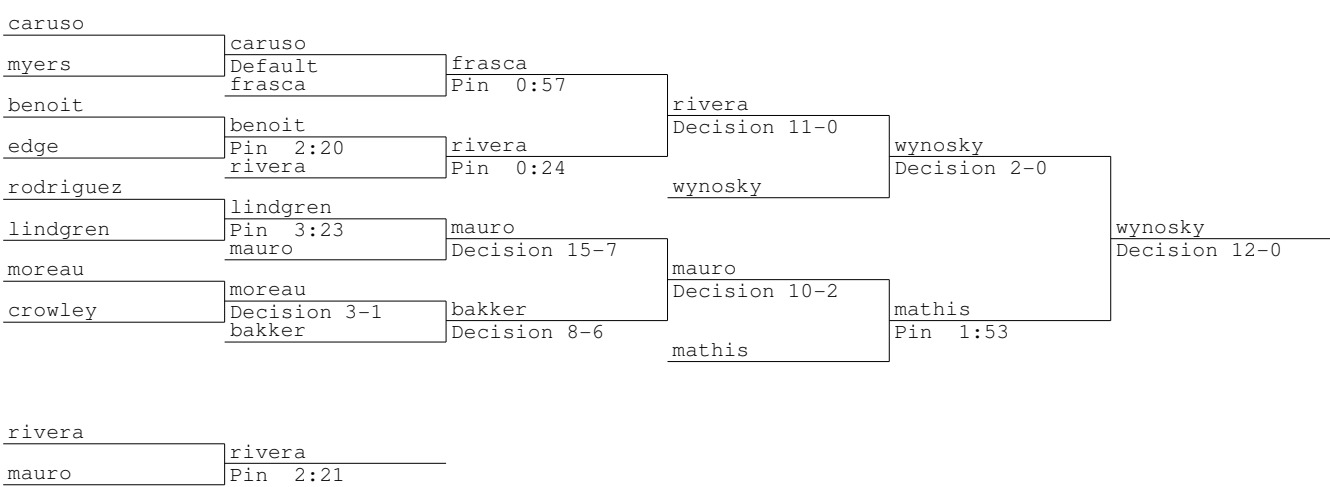 caruso
caruso
myers
Default
frasca
frasca
Pin 0:57
benoit
rivera
benoit
Decision 11-0
edge
Pin 2:20
rivera
wynosky
rivera
Pin 0:24
Decision 2-0
rodriguez
wynosky
lindgren
lindgren
Pin 3:23
mauro
wynosky
mauro
Decision 15-7
Decision 12-0
moreau
mauro
moreau
Decision 10-2
crowley
Decision 3-1
bakker
mathis
bakker
Decision 8-6
Pin 1:53
mathis
rivera
rivera
mauro
Pin 2:21